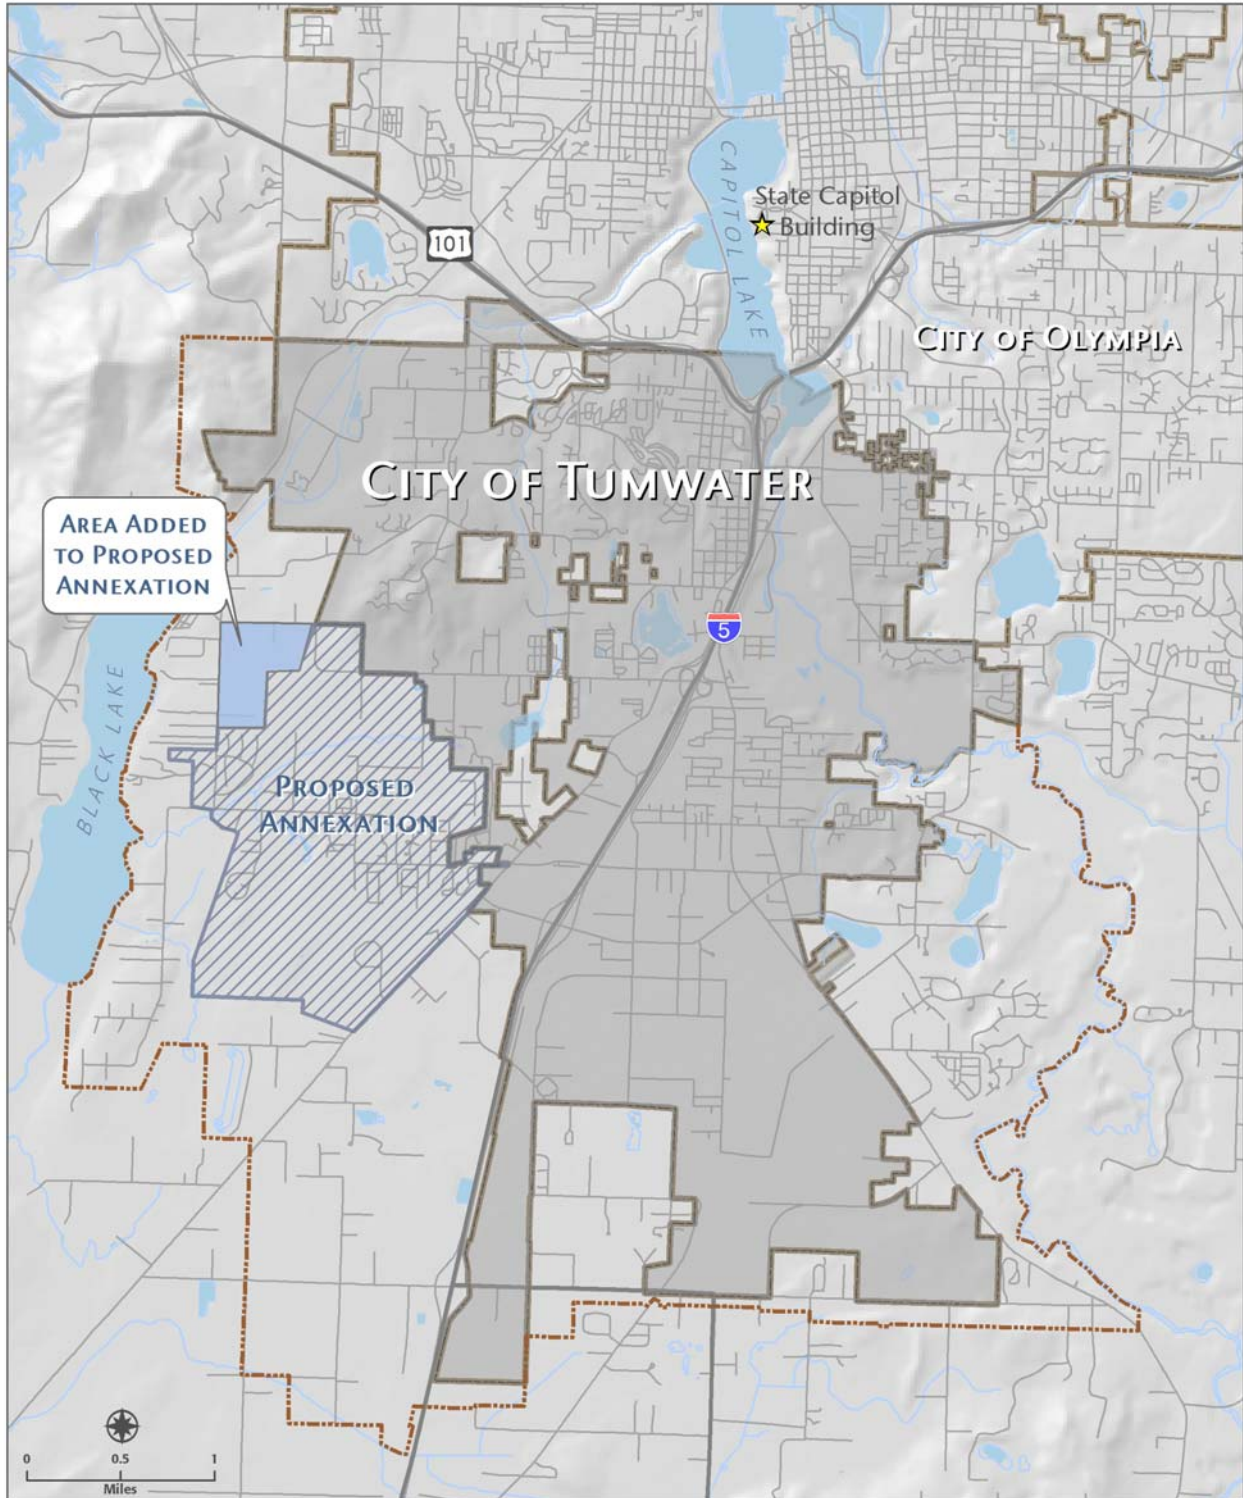 CAPITOL LAKE
State Capitol
Building
101
CITY OF OLYMPIA
CITY OF TUMWATER
AREA ADDED
TO PROPOSED
ANNEXATION
5
BLACK LAKE
PROPOSED
ANNEXATION
0 0.5 1
Miles